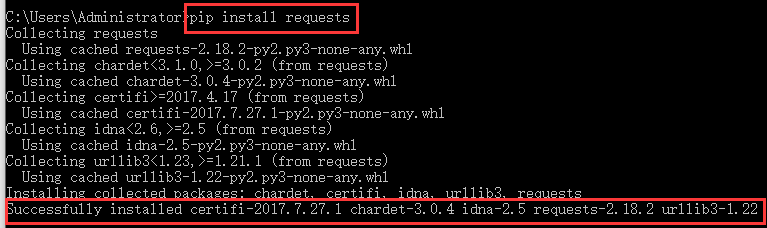 C:\Users\Administrator>pip install requests
Collecting requests
  Using cached requests-2.18.2-py2.py3-none-any.whl
Collecting chardet<3.1.0,>=3.0.2 (from requests)
  Using cached chardet-3.0.4-py2.py3-none-any.whl
Collecting certifi>=2017.4.17 (from requests)
  Using cached certifi-2017.7.27.1-py2.py3-none-any.whl
Collecting idna<2.6,>=2.5 (from requests)
  Using cached idna-2.5-py2.py3-none-any.whl
Collecting urllib3<1.23,>=1.21.1 (from requests)
  Using cached urllib3-1.22-py2.py3-none-any.whl
Installing collected packages: chardet, certifi, idna, urllib3, requests
Successfully installed certifi-2017.7.27.1 chardet-3.0.4 idna-2.5 requests-2.18.2 urllib3-1.22